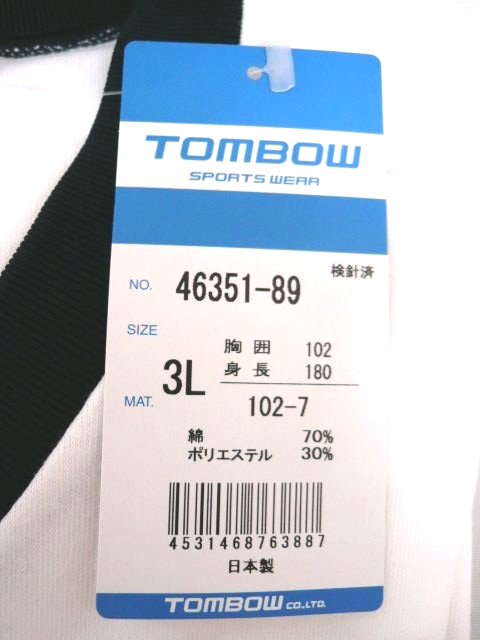 TOMBOW
SPORTS WEAR
検針済
NO. 46351-89
SIZE
3L
胸囲 102
身長 180
MAT. 102-7
綿 70%
ポリエステル 30%
4531468763887
日本製
TOMBOW CO.,LTD.